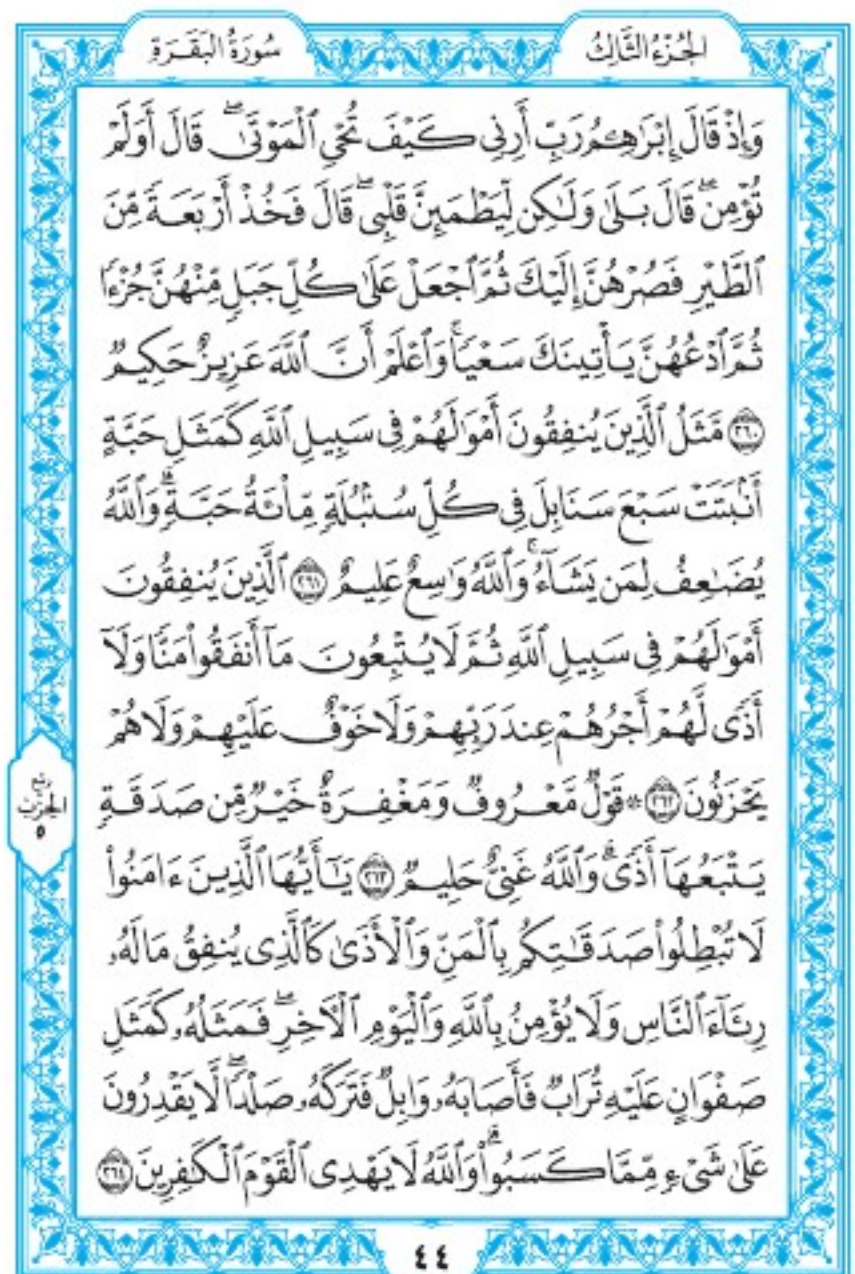 الجُزْءُ الثَّالِثُ
سُورَةُ البَقَرَةِ
وَإِذْ قَالَ إِبْرَٰهِـۧمُ رَبِّ أَرِنِى كَيْفَ تُحْىِ ٱلْمَوْتَىٰ ۖ قَالَ أَوَلَمْ
تُؤْمِن ۖ قَالَ بَلَىٰ وَلَـٰكِن لِّيَطْمَئِنَّ قَلْبِى ۖ قَالَ فَخُذْ أَرْبَعَةً مِّنَ
ٱلطَّيْرِ فَصُرْهُنَّ إِلَيْكَ ثُمَّ ٱجْعَلْ عَلَىٰ كُلِّ جَبَلٍ مِّنْهُنَّ جُزْءًا
ثُمَّ ٱدْعُهُنَّ يَأْتِينَكَ سَعْيًا ۚ وَٱعْلَمْ أَنَّ ٱللَّهَ عَزِيزٌ حَكِيمٌ
٢٦٠ مَّثَلُ ٱلَّذِينَ يُنفِقُونَ أَمْوَٰلَهُمْ فِى سَبِيلِ ٱللَّهِ كَمَثَلِ حَبَّةٍ
أَنۢبَتَتْ سَبْعَ سَنَابِلَ فِى كُلِّ سُنۢبُلَةٍ مِّا۟ئَةُ حَبَّةٍ ۗ وَٱللَّهُ
يُضَـٰعِفُ لِمَن يَشَآءُ ۚ وَٱللَّهُ وَٰسِعٌ عَلِيمٌ ٢٦١ ٱلَّذِينَ يُنفِقُونَ
أَمْوَٰلَهُمْ فِى سَبِيلِ ٱللَّهِ ثُمَّ لَا يُتْبِعُونَ مَآ أَنفَقُوا۟ مَنًّا وَلَآ
أَذًى لَّهُمْ أَجْرُهُمْ عِندَ رَبِّهِمْ وَلَا خَوْفٌ عَلَيْهِمْ وَلَا هُمْ
يَحْزَنُونَ ٢٦٢ ۞ قَوْلٌ مَّعْرُوفٌ وَمَغْفِرَةٌ خَيْرٌ مِّن صَدَقَةٍ
يَتْبَعُهَآ أَذًى ۗ وَٱللَّهُ غَنِىٌّ حَلِيمٌ ٢٦٣ يَـٰٓأَيُّهَا ٱلَّذِينَ ءَامَنُوا۟
لَا تُبْطِلُوا۟ صَدَقَـٰتِكُم بِٱلْمَنِّ وَٱلْأَذَىٰ كَٱلَّذِى يُنفِقُ مَالَهُۥ
رِئَآءَ ٱلنَّاسِ وَلَا يُؤْمِنُ بِٱللَّهِ وَٱلْيَوْمِ ٱلْـَٔاخِرِ ۖ فَمَثَلُهُۥ كَمَثَلِ
صَفْوَانٍ عَلَيْهِ تُرَابٌ فَأَصَابَهُۥ وَابِلٌ فَتَرَكَهُۥ صَلْدًا ۖ لَّا يَقْدِرُونَ
عَلَىٰ شَىْءٍ مِّمَّا كَسَبُوا۟ ۗ وَٱللَّهُ لَا يَهْدِى ٱلْقَوْمَ ٱلْكَـٰفِرِينَ ٢٦٤
ربع
الحزب
٥
٤٤